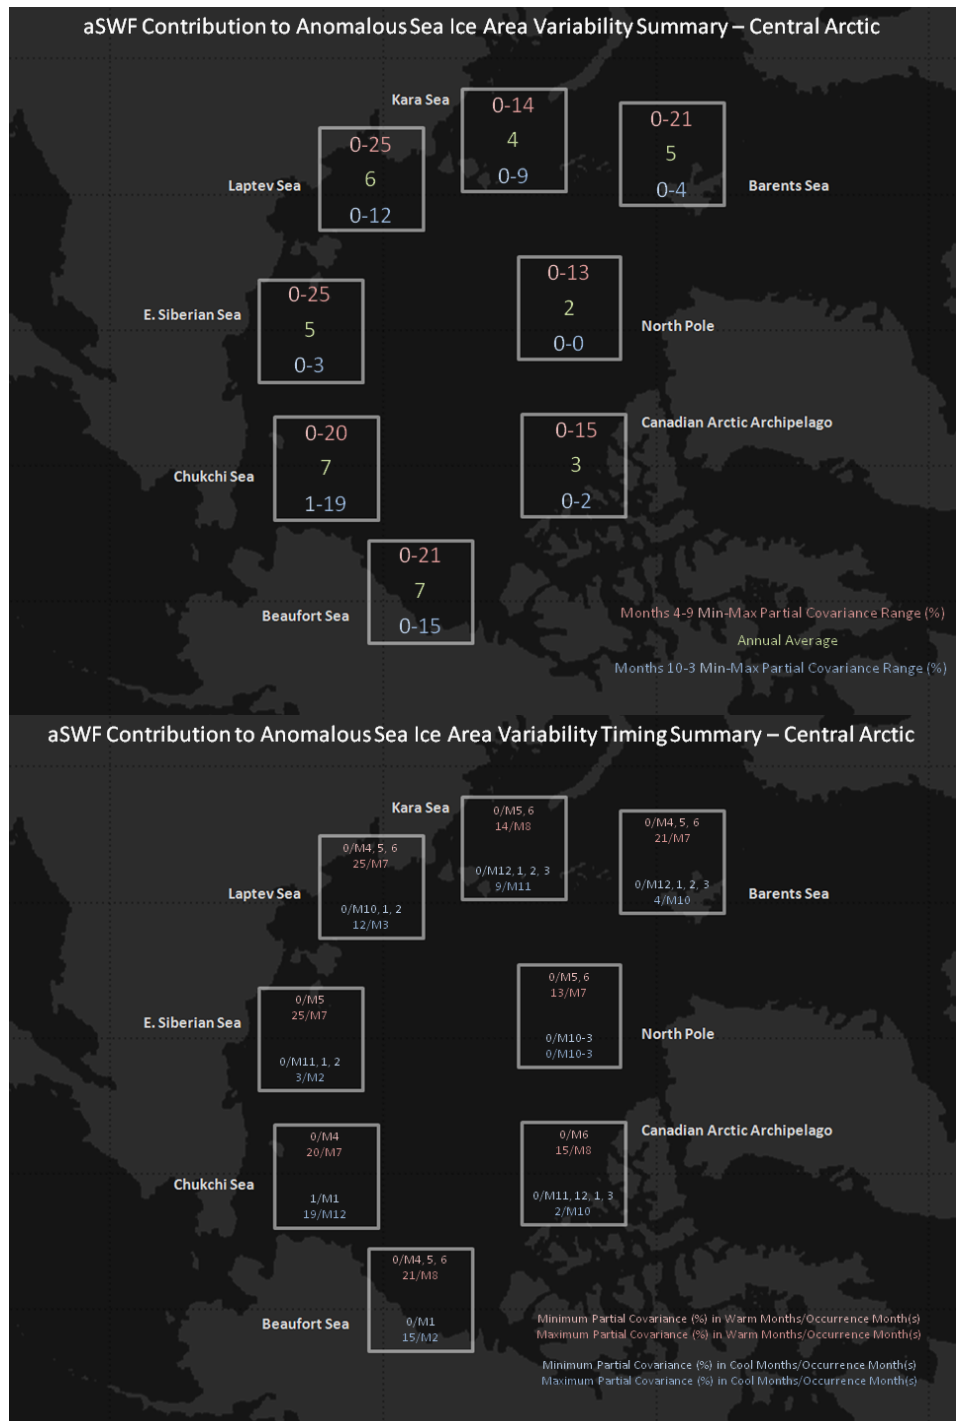 aSWF Contribution to Anomalous Sea Ice Area Variability Summary – Central Arctic
Kara Sea
0-14
4
0-9
0-21
5
0-4
Barents Sea
Laptev Sea
0-25
6
0-12
E. Siberian Sea
0-25
5
0-3
0-13
2
0-0
North Pole
Chukchi Sea
0-20
7
1-19
0-15
3
0-2
Canadian Arctic Archipelago
Beaufort Sea
0-21
7
0-15
Months 4-9 Min-Max Partial Covariance Range (%)
Annual Average
Months 10-3 Min-Max Partial Covariance Range (%)
aSWF Contribution to Anomalous Sea Ice Area Variability Timing Summary – Central Arctic
Kara Sea
0/M5, 6
14/M8
0/M12, 1, 2, 3
9/M11
0/M4, 5, 6
21/M7
0/M12, 1, 2, 3
4/M10
Barents Sea
Laptev Sea
0/M4, 5, 6
25/M7
0/M10, 1, 2
12/M3
E. Siberian Sea
0/M5
25/M7
0/M11, 1, 2
3/M2
0/M5, 6
13/M7
0/M10-3
0/M10-3
North Pole
Chukchi Sea
0/M4
20/M7
1/M1
19/M12
0/M6
15/M8
0/M11, 12, 1, 3
2/M10
Canadian Arctic Archipelago
Beaufort Sea
0/M4, 5, 6
21/M8
0/M1
15/M2
Minimum Partial Covariance (%) in Warm Months/Occurrence Month(s)
Maximum Partial Covariance (%) in Warm Months/Occurrence Month(s)
Minimum Partial Covariance (%) in Cool Months/Occurrence Month(s)
Maximum Partial Covariance (%) in Cool Months/Occurrence Month(s)